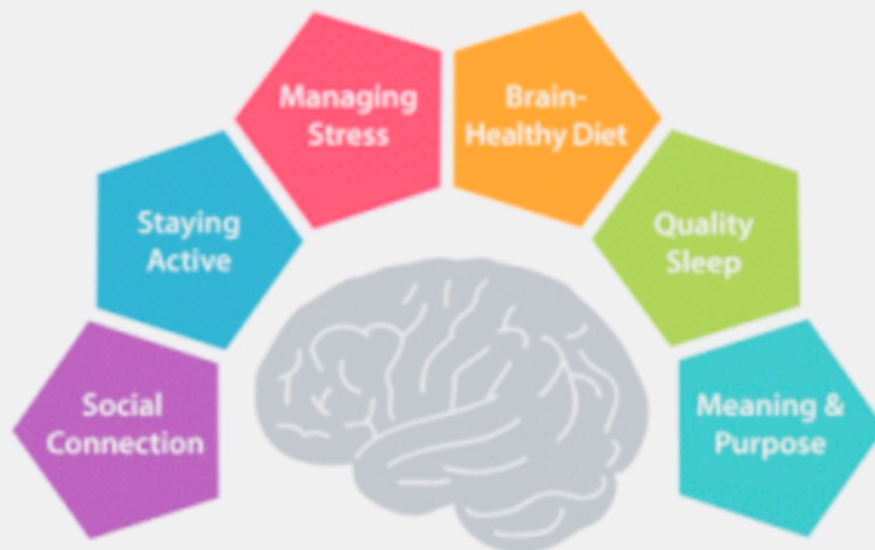 Managing
Stress
Brain-
Healthy Diet
Staying
Active
Quality
Sleep
Social
Connection
Meaning &
Purpose